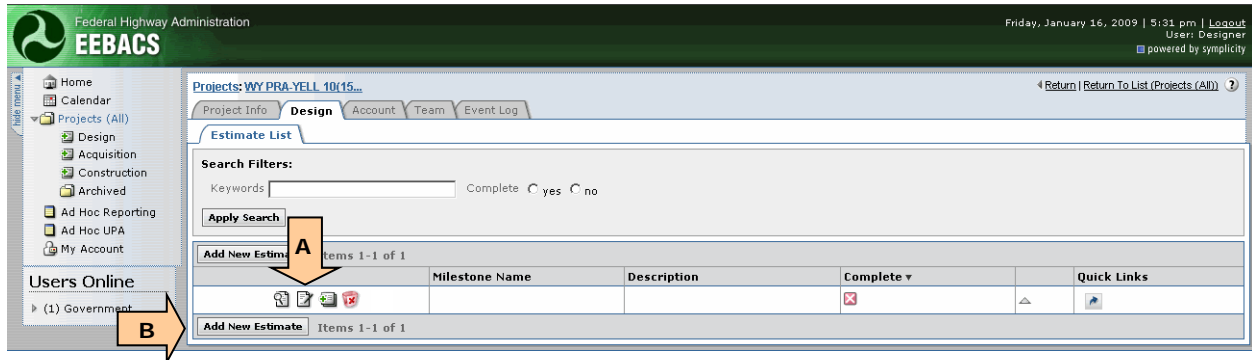 Federal Highway Administration
EEBACS
Friday, January 16, 2009 | 5:31 pm | Logout
User: Designer
powered by symplicity
hide menu
Home
Calendar
Projects (All)
Design
Acquisition
Construction
Archived
Ad Hoc Reporting
Ad Hoc UPA
My Account
Users Online
(1) Government
Projects: WY PRA-YELL 10(15...
Return | Return To List (Projects (All)) ?
Project Info Design Account Team Event Log
Estimate List
Search Filters:
Keywords Complete yes no
Apply Search
A
Add New Estima tems 1-1 of 1
Milestone Name Description Complete Quick Links
B
Add New Estimate Items 1-1 of 1